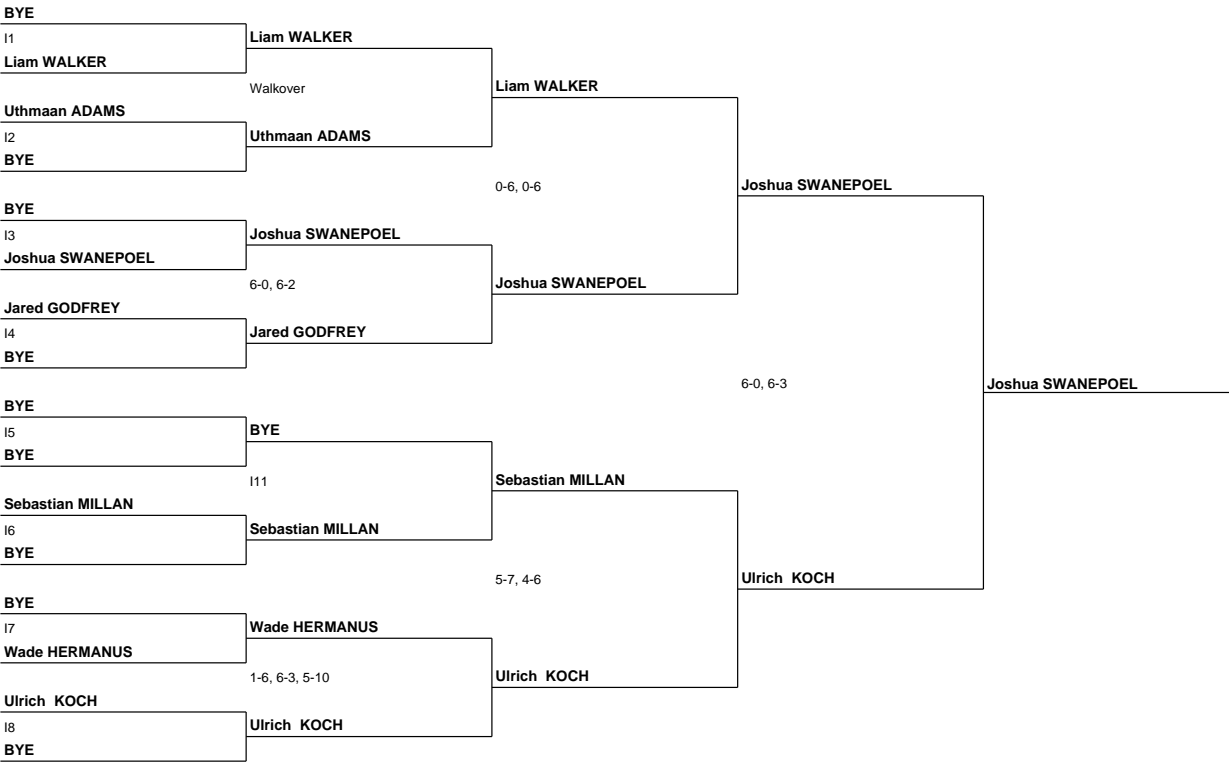 BYE
I1
Liam WALKER
Liam WALKER
Walkover
Liam WALKER
Uthmaan ADAMS
I2
Uthmaan ADAMS
BYE
0-6, 0-6
Joshua SWANEPOEL
BYE
I3
Joshua SWANEPOEL
Joshua SWANEPOEL
6-0, 6-2
Joshua SWANEPOEL
Jared GODFREY
I4
Jared GODFREY
BYE
6-0, 6-3
Joshua SWANEPOEL
BYE
I5
BYE
BYE
I11
Sebastian MILLAN
Sebastian MILLAN
I6
Sebastian MILLAN
BYE
5-7, 4-6
Ulrich  KOCH
BYE
I7
Wade HERMANUS
Wade HERMANUS
1-6, 6-3, 5-10
Ulrich  KOCH
Ulrich  KOCH
I8
Ulrich  KOCH
BYE